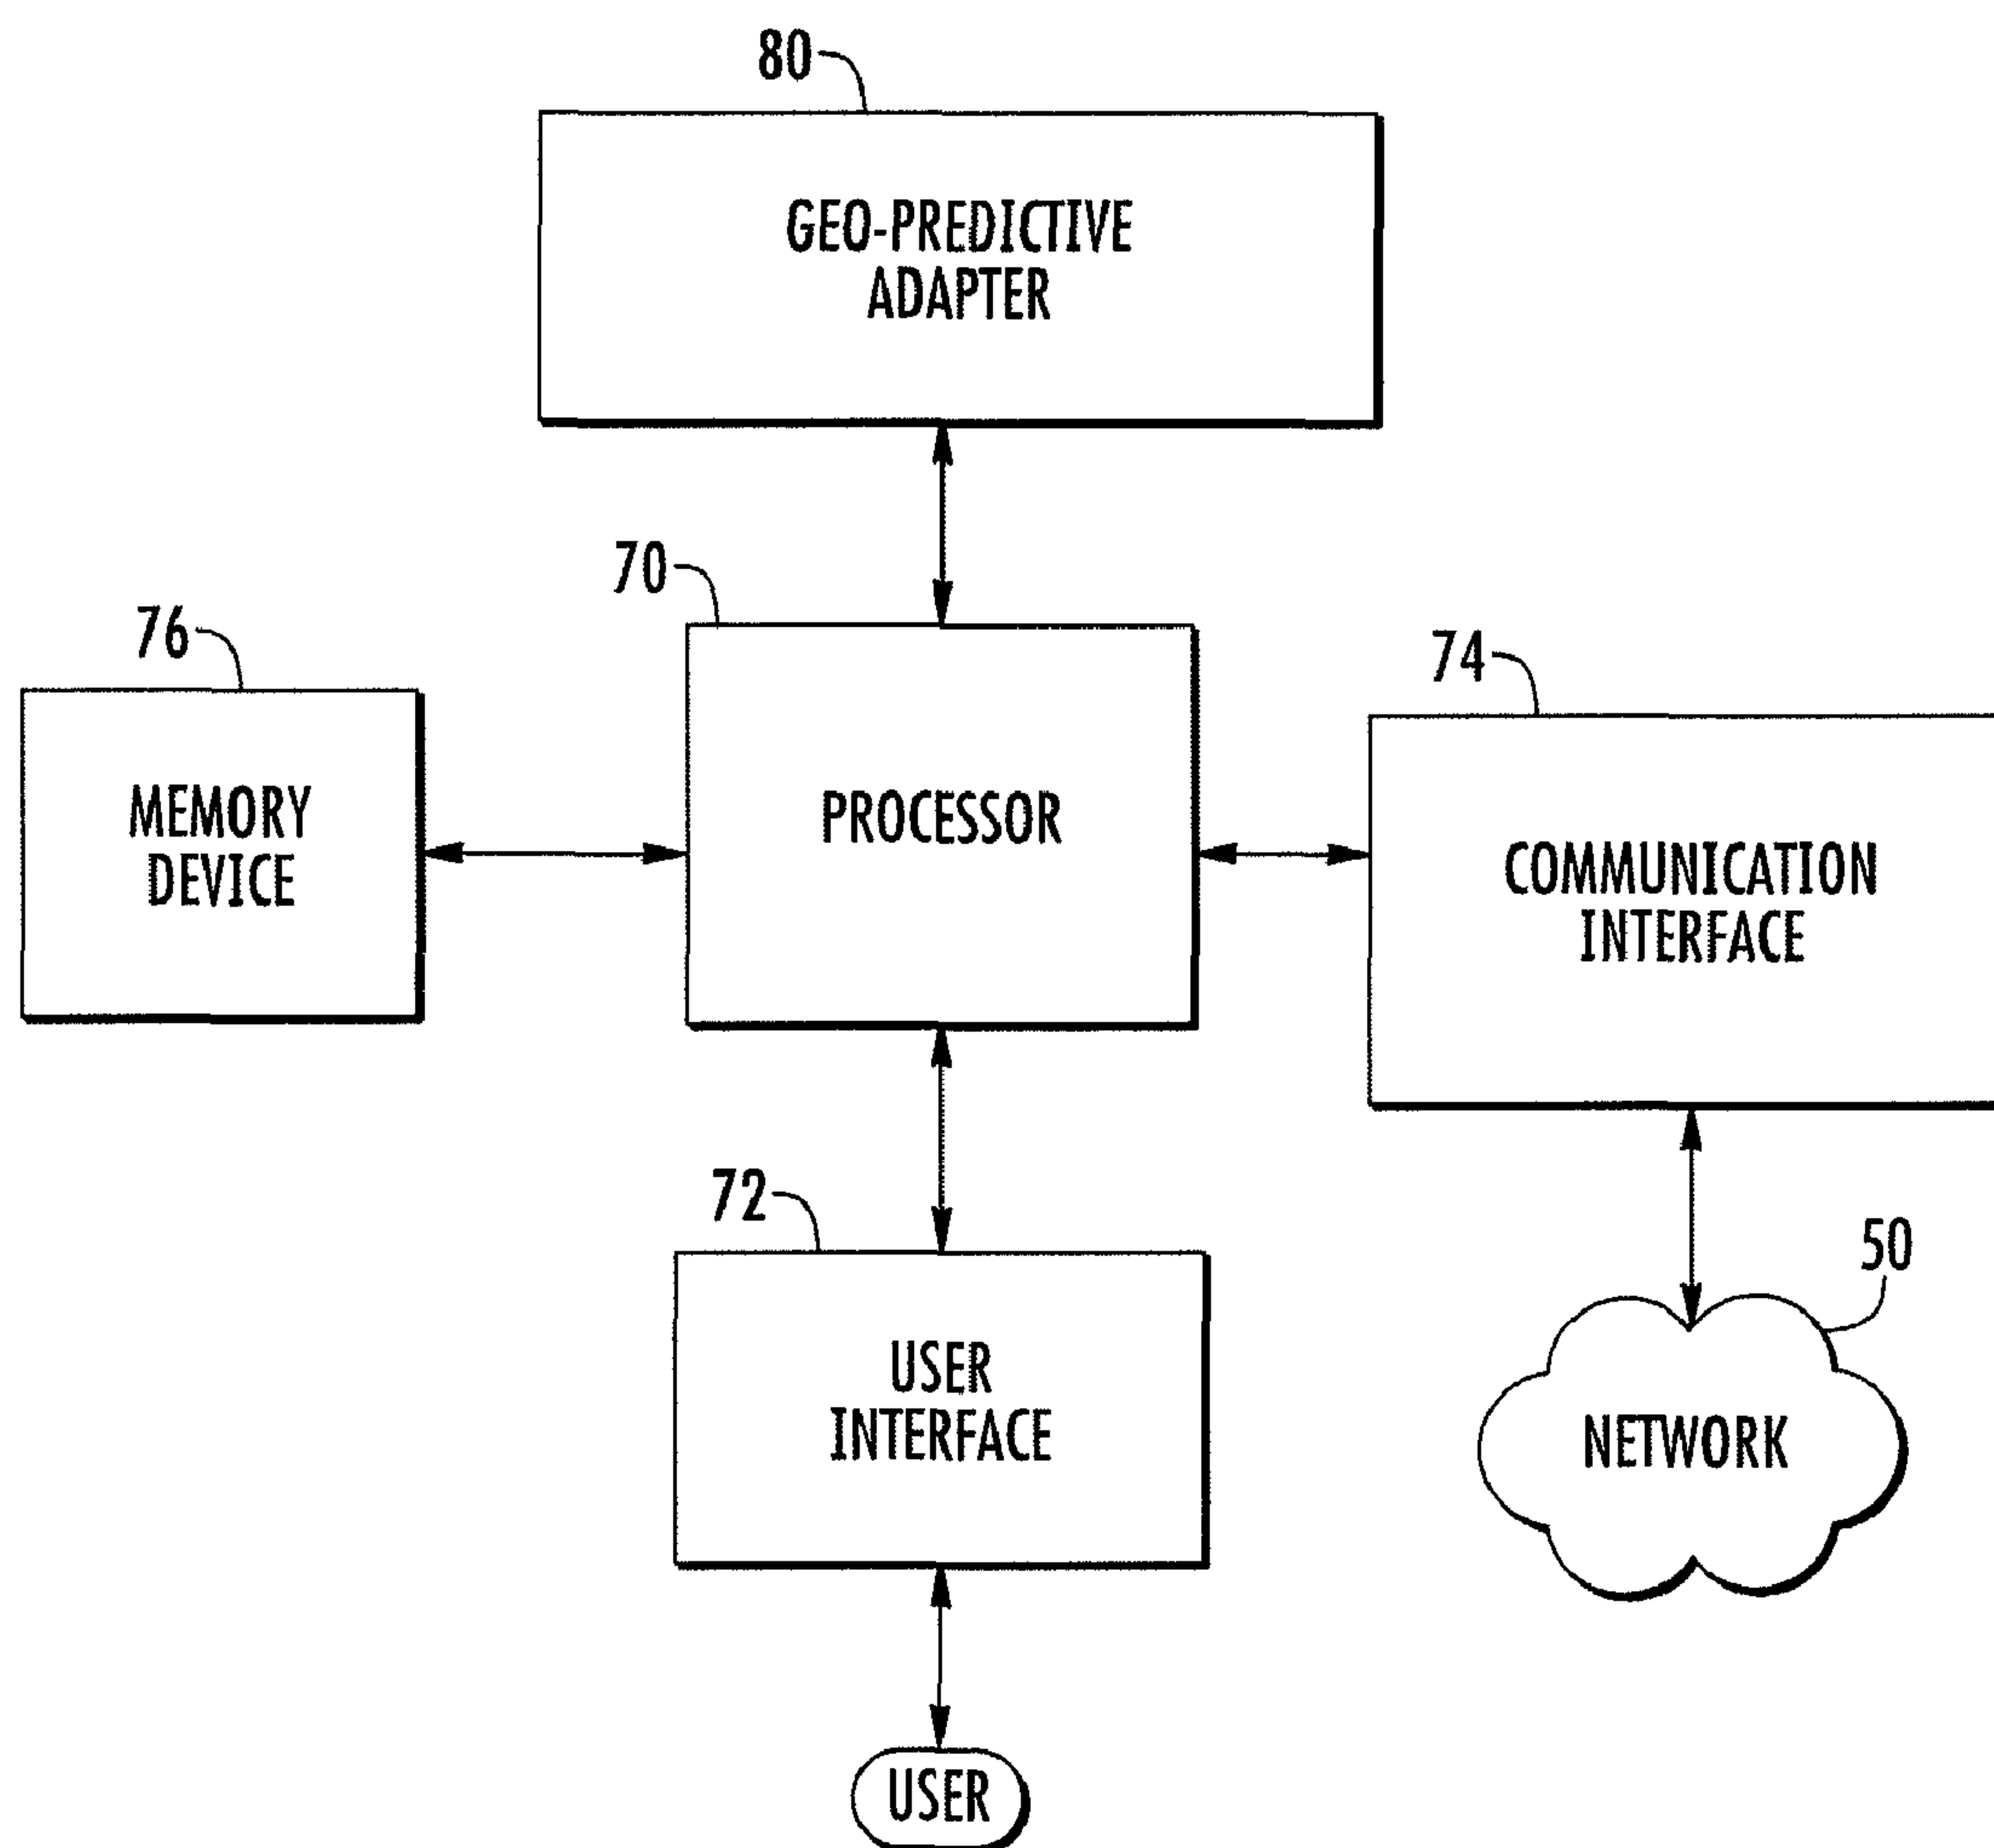 80
GEO-PREDICTIVE
ADAPTER
70
76
74
PROCESSOR
MEMORY
DEVICE
COMMUNICATION
INTERFACE
72
50
USER
INTERFACE
NETWORK
USER